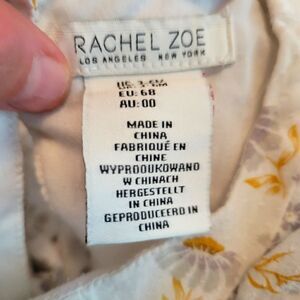 RACHEL ZOE
LOS ANGELES NEW YORK
EU: 68
AU: 00
MADE IN
CHINA
FABRIQUÉ EN
CHINE
WYPRODUKOWANO
W CHINACH
HERGESTELLT
IN CHINA
GEPRODUCEERD IN
CHINA